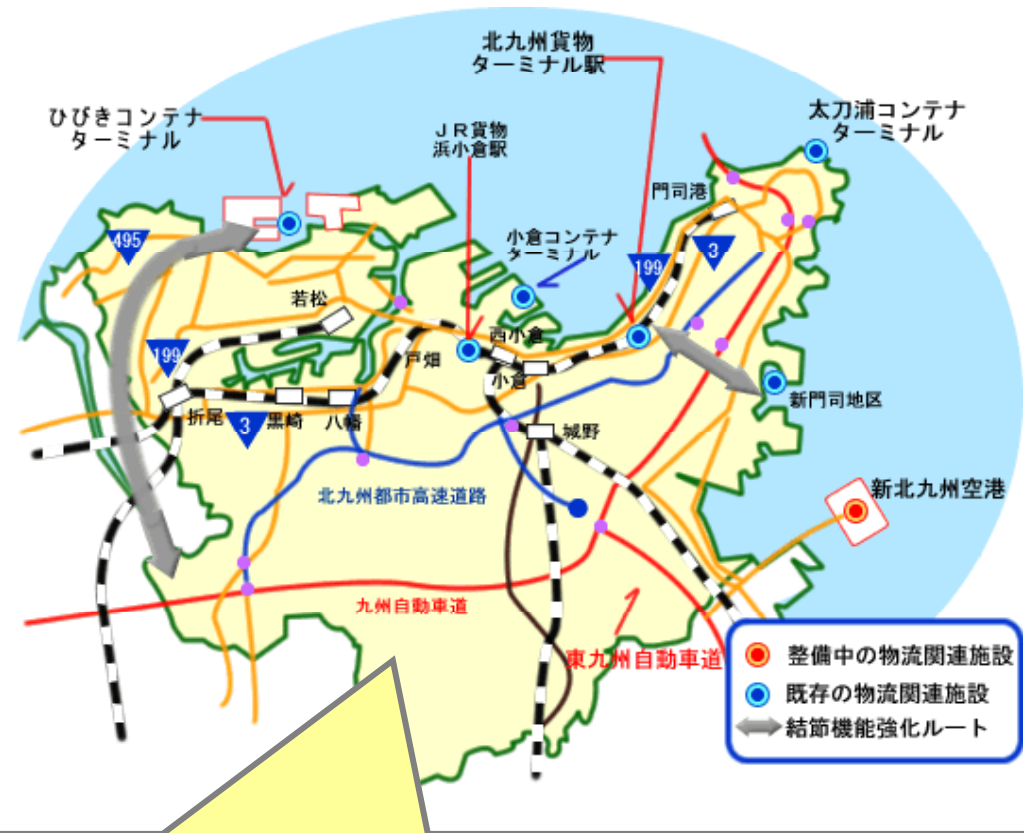 北九州貨物
ターミナル駅
ひびきコンテナ
ターミナル
ＪＲ貨物
浜小倉駅
太刀浦コンテナ
ターミナル
門司港
495
小倉コンテナ
ターミナル
199
3
若松
西小倉
199
戸畑
小倉
新門司地区
折尾
3
黒崎
八幡
城野
北九州都市高速道路
新北九州空港
九州自動車道
東九州自動車道
整備中の物流関連施設
既存の物流関連施設
結節機能強化ルート